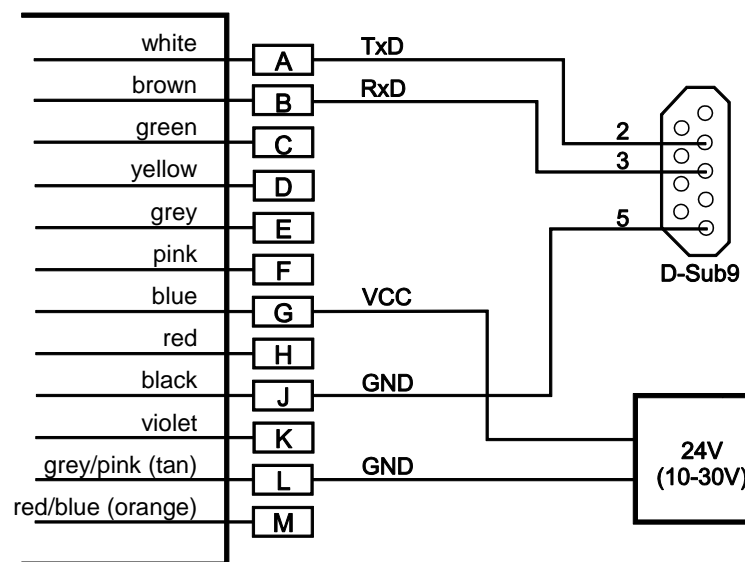 white A TxD
brown B RxD
green C
2
yellow D
3
grey E
5
pink F
D-Sub9
blue G VCC
red H
black J GND
violet K
24V
grey/pink (tan) L GND
(10-30V)
red/blue (orange) M